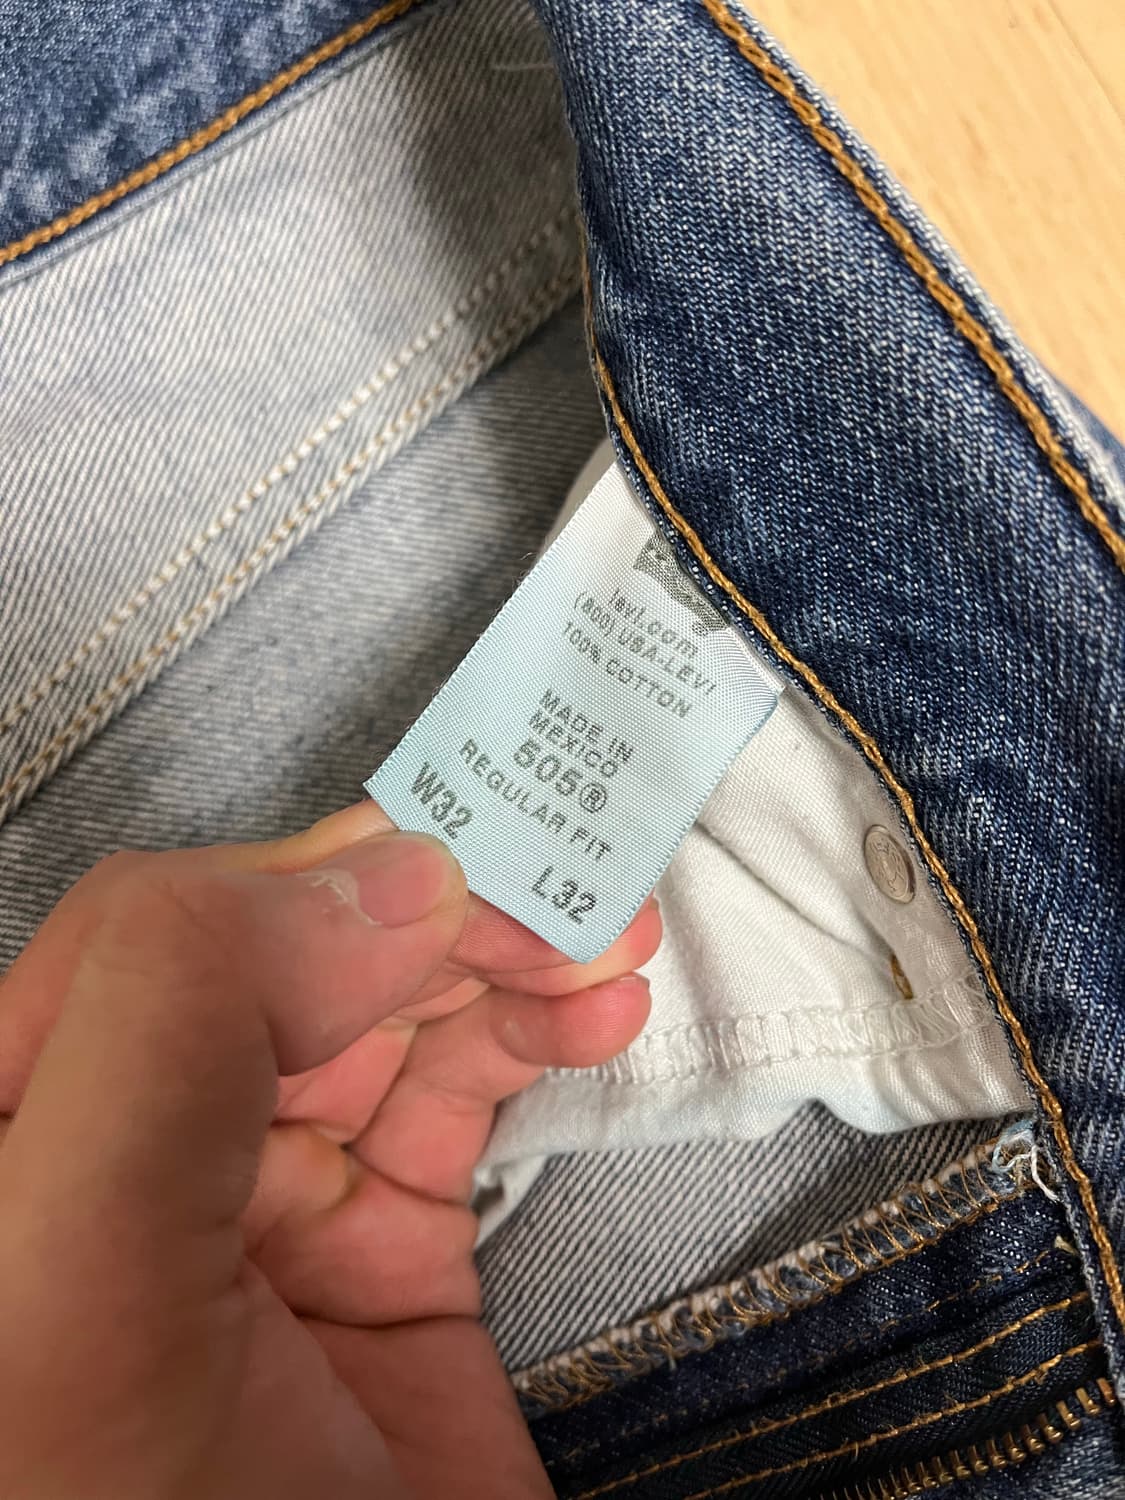 levi.com
(800) USA-LEVI
100% COTTON
MADE IN
MEXICO
505®
REGULAR FIT
W32 L32